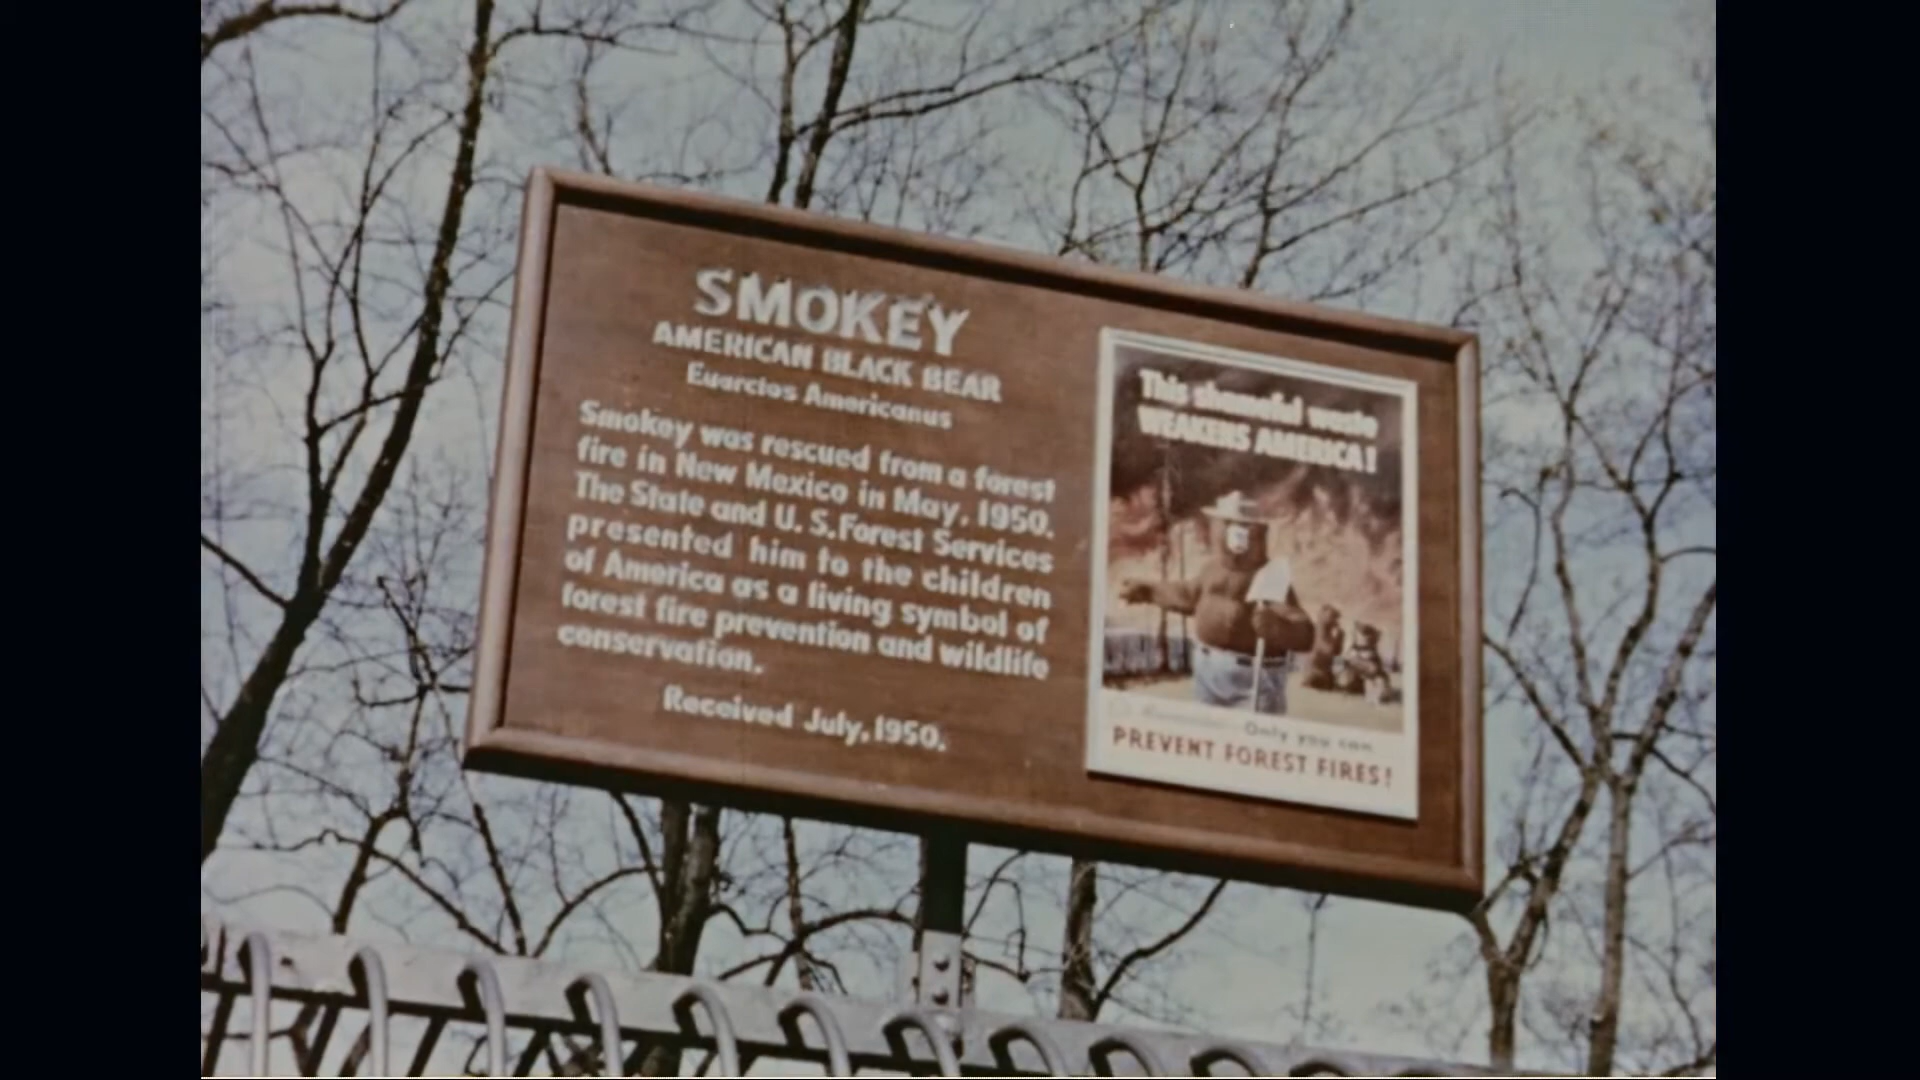 SMOKEY
AMERICAN BLACK BEAR
Euarctos Americanus
Smokey was rescued from a forest
fire in New Mexico in May, 1950.
The State and U. S. Forest Services
presented him to the children
of America as a living symbol of
forest fire prevention and wildlife
conservation.
Received July, 1950.
This shameful waste
WEAKENS AMERICA!
Only you can
PREVENT FOREST FIRES!